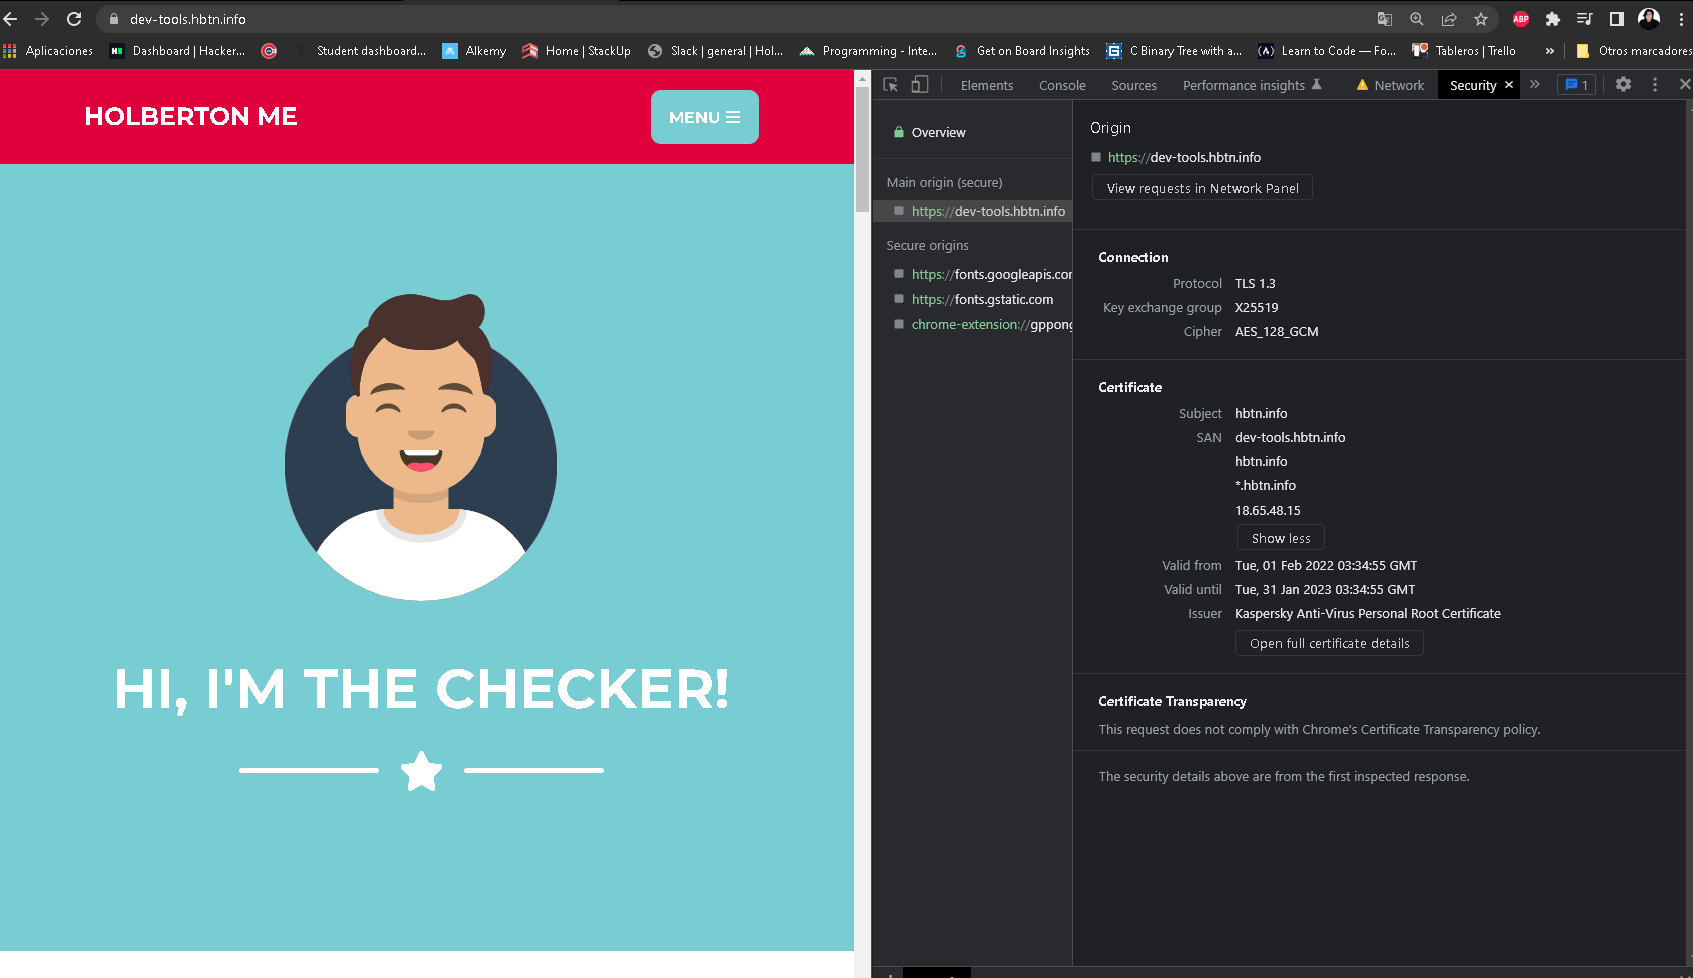 dev-tools.hbtn.info
ABP
Aplicaciones
Dashboard | Hacker...
Student dashboard...
Alkemy
Home | StackUp
Slack | general | Hol...
Programming - Inte...
Get on Board Insights
C Binary Tree with a...
Learn to Code — Fo...
Tableros | Trello
»
Otros marcadores
HOLBERTON ME
MENU
HI, I'M THE CHECKER!
Elements
Console
Sources
Performance insights
Network
Security
»
1
Overview
Main origin (secure)
https://dev-tools.hbtn.info
Secure origins
https://fonts.googleapis.com
https://fonts.gstatic.com
chrome-extension://gppong
Origin
https://dev-tools.hbtn.info
View requests in Network Panel
Connection
Protocol TLS 1.3
Key exchange group X25519
Cipher AES_128_GCM
Certificate
Subject hbtn.info
SAN dev-tools.hbtn.info
hbtn.info
*.hbtn.info
18.65.48.15
Show less
Valid from Tue, 01 Feb 2022 03:34:55 GMT
Valid until Tue, 31 Jan 2023 03:34:55 GMT
Issuer Kaspersky Anti-Virus Personal Root Certificate
Open full certificate details
Certificate Transparency
This request does not comply with Chrome's Certificate Transparency policy.
The security details above are from the first inspected response.